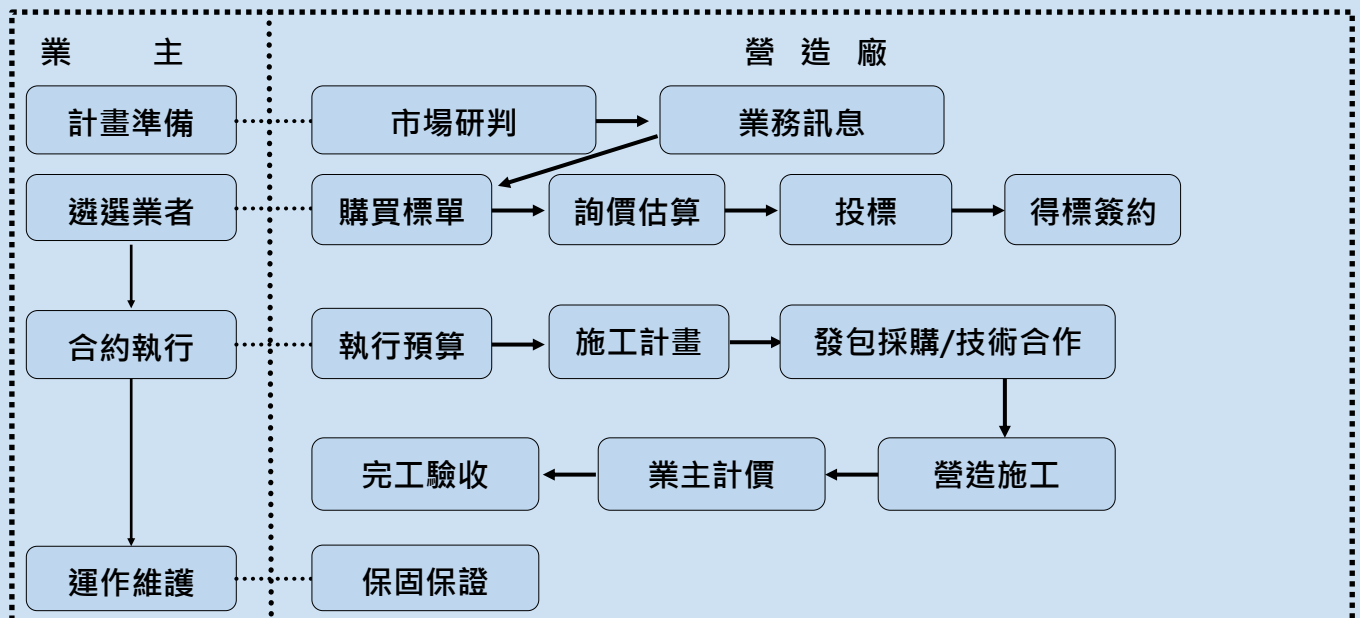 業 主
營 造 廠
計畫準備
市場研判
業務訊息
遴選業者
購買標單
詢價估算
投標
得標簽約
合約執行
執行預算
施工計畫
發包採購/技術合作
完工驗收
業主計價
營造施工
運作維護
保固保證